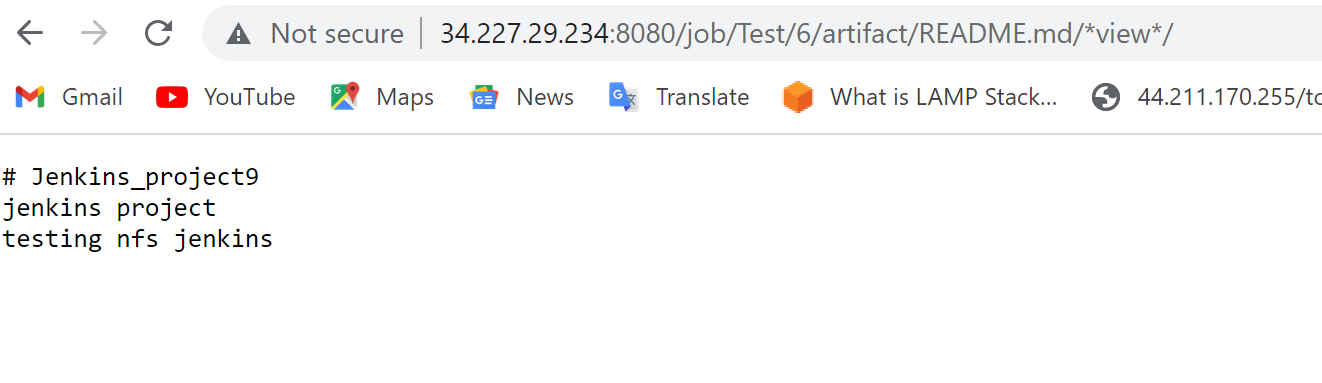 Not secure | 34.227.29.234:8080/job/Test/6/artifact/README.md/*view*/
Gmail YouTube Maps News Translate What is LAMP Stack... 44.211.170.255/to
# Jenkins_project9
jenkins project
testing nfs jenkins